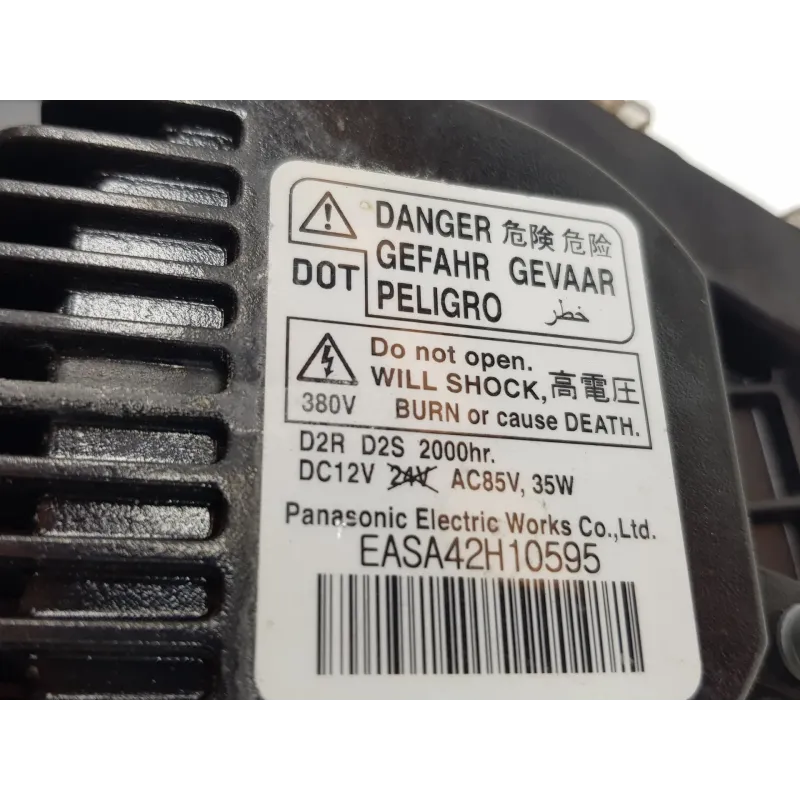 DANGER 危険 危险
GEFAHR GEVAAR
DOT
PELIGRO خطر
Do not open.
WILL SHOCK, 高電圧
380V BURN or cause DEATH.
D2R D2S 2000hr.
DC12V 24V AC85V, 35W
Panasonic Electric Works Co.,Ltd.
EASA42H10595